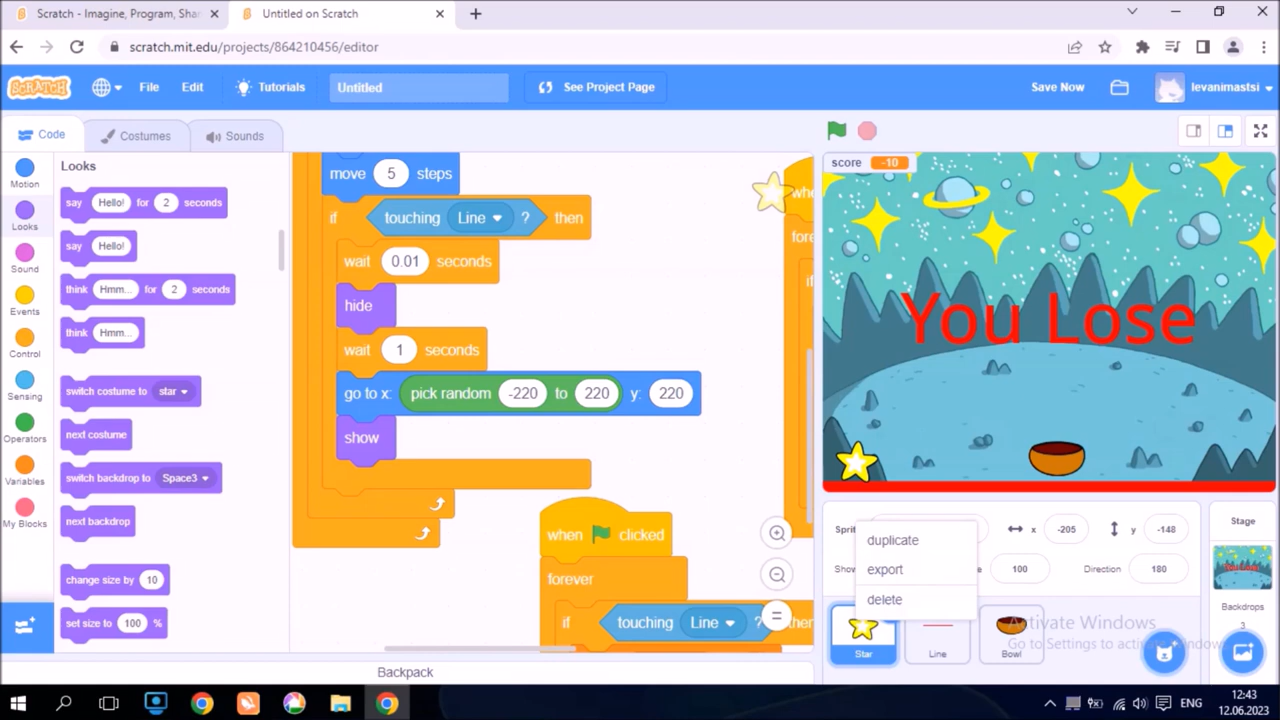 Scratch - Imagine, Program, Sha
Untitled on Scratch
scratch.mit.edu/projects/864210456/editor
SCRATCH
File
Edit
Tutorials
Untitled
See Project Page
Save Now
levanimastsi
Code
Costumes
Sounds
Motion
Looks
Sound
Events
Control
Sensing
Operators
Variables
My Blocks
Looks
say Hello! for 2 seconds
say Hello!
think Hmm... for 2 seconds
think Hmm...
switch costume to star
next costume
switch backdrop to Space3
next backdrop
change size by 10
set size to 100 %
move 5 steps
if touching Line ? then
wait 0.01 seconds
hide
wait 1 seconds
go to x: pick random -220 to 220 y: 220
show
when clicked
forever
if touching Line ? then
score -10
You Lose
x -205 y -148
100 Direction 180
duplicate
export
delete
Star
Line
Bowl
Stage
Backdrops
3
Activate Windows
Go to Settings to activate Windows
Backpack
ENG
12:43
12.06.2023